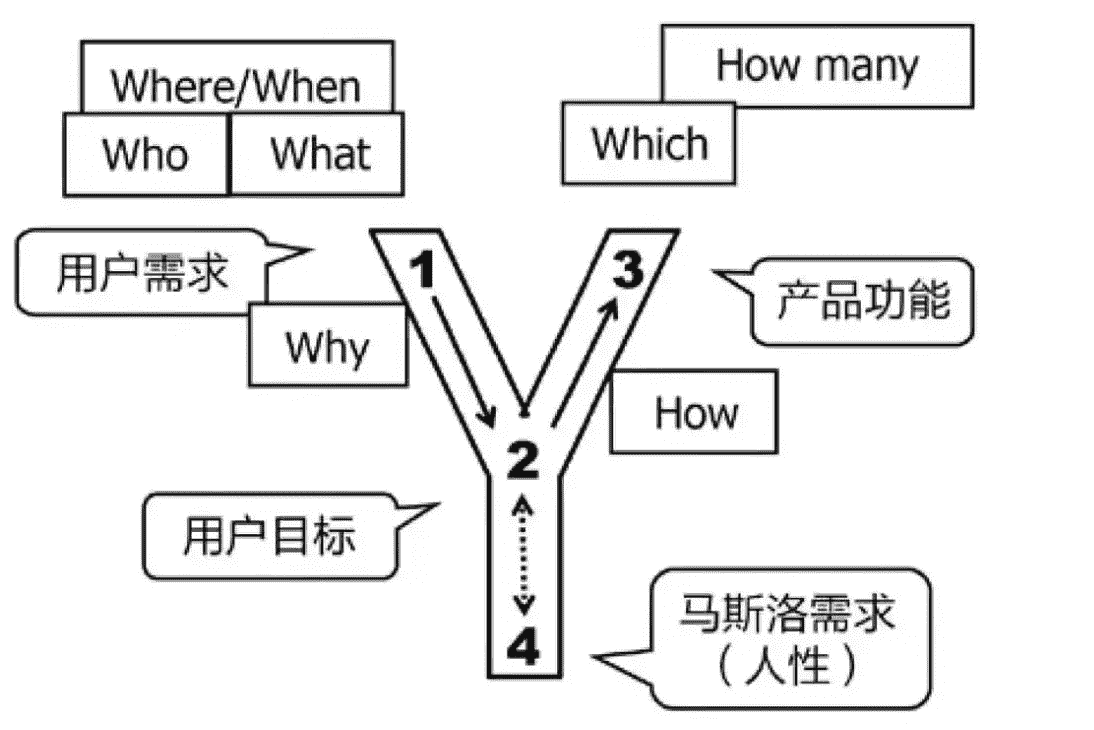 Where/When
How many
Who
What
Which
用户需求
1
3
产品功能
Why
How
2
用户目标
4
马斯洛需求
（人性）